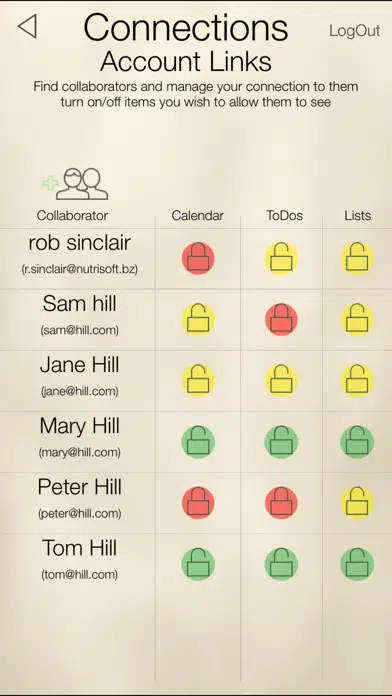 Connections
LogOut
Account Links
Find collaborators and manage your connection to them
turn on/off items you wish to allow them to see
Collaborator Calendar ToDos Lists
rob sinclair
(r.sinclair@nutrisoft.bz)
Sam hill
(sam@hill.com)
Jane Hill
(jane@hill.com)
Mary Hill
(mary@hill.com)
Peter Hill
(peter@hill.com)
Tom Hill
(tom@hill.com)